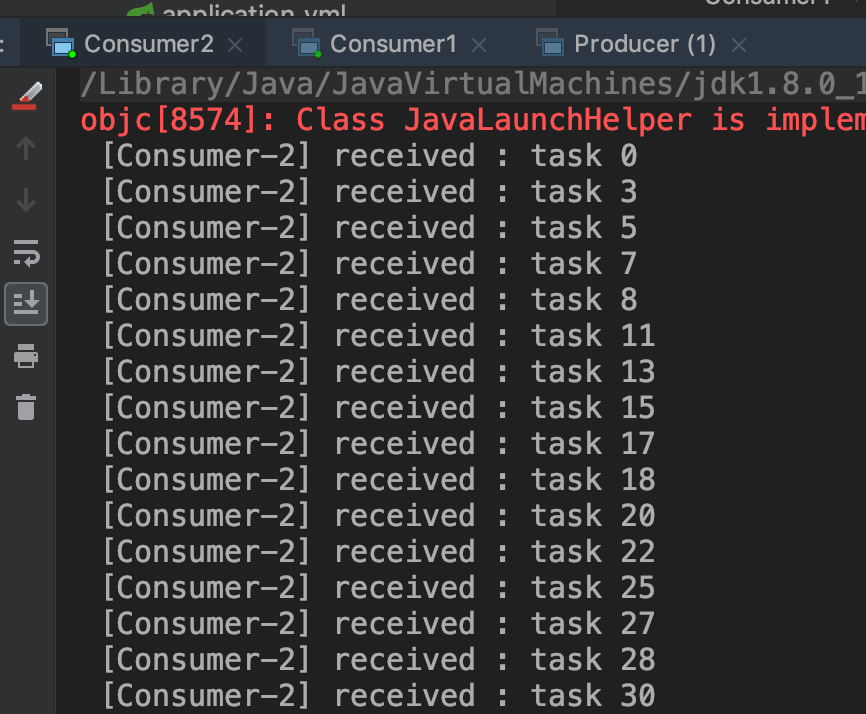 application.yml
Consumer2 Consumer1 Producer (1)
/Library/Java/JavaVirtualMachines/jdk1.8.0_1
objc[8574]: Class JavaLaunchHelper is implem
[Consumer-2] received : task 0
[Consumer-2] received : task 3
[Consumer-2] received : task 5
[Consumer-2] received : task 7
[Consumer-2] received : task 8
[Consumer-2] received : task 11
[Consumer-2] received : task 13
[Consumer-2] received : task 15
[Consumer-2] received : task 17
[Consumer-2] received : task 18
[Consumer-2] received : task 20
[Consumer-2] received : task 22
[Consumer-2] received : task 25
[Consumer-2] received : task 27
[Consumer-2] received : task 28
[Consumer-2] received : task 30